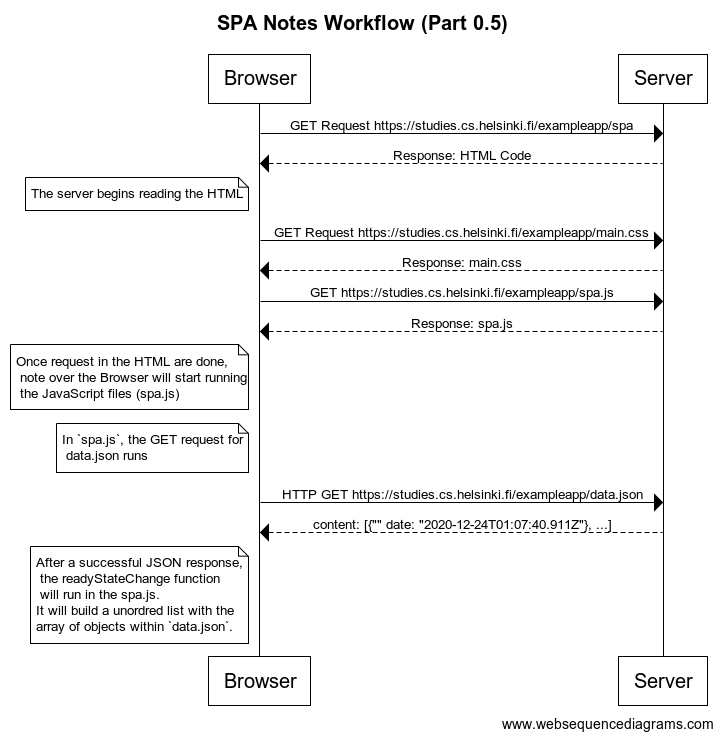 SPA Notes Workflow (Part 0.5)
Browser
Server
GET Request https://studies.cs.helsinki.fi/exampleapp/spa
Response: HTML Code
The server begins reading the HTML
GET Request https://studies.cs.helsinki.fi/exampleapp/main.css
Response: main.css
GET https://studies.cs.helsinki.fi/exampleapp/spa.js
Response: spa.js
Once request in the HTML are done,
note over the Browser will start running
the JavaScript files (spa.js)
In `spa.js`, the GET request for
data.json runs
HTTP GET https://studies.cs.helsinki.fi/exampleapp/data.json
content: [{"" date: "2020-12-24T01:07:40.911Z"}, ...]
After a successful JSON response,
the readyStateChange function
will run in the spa.js.
It will build a unordred list with the
array of objects within `data.json`.
Browser
Server
www.websequencediagrams.com